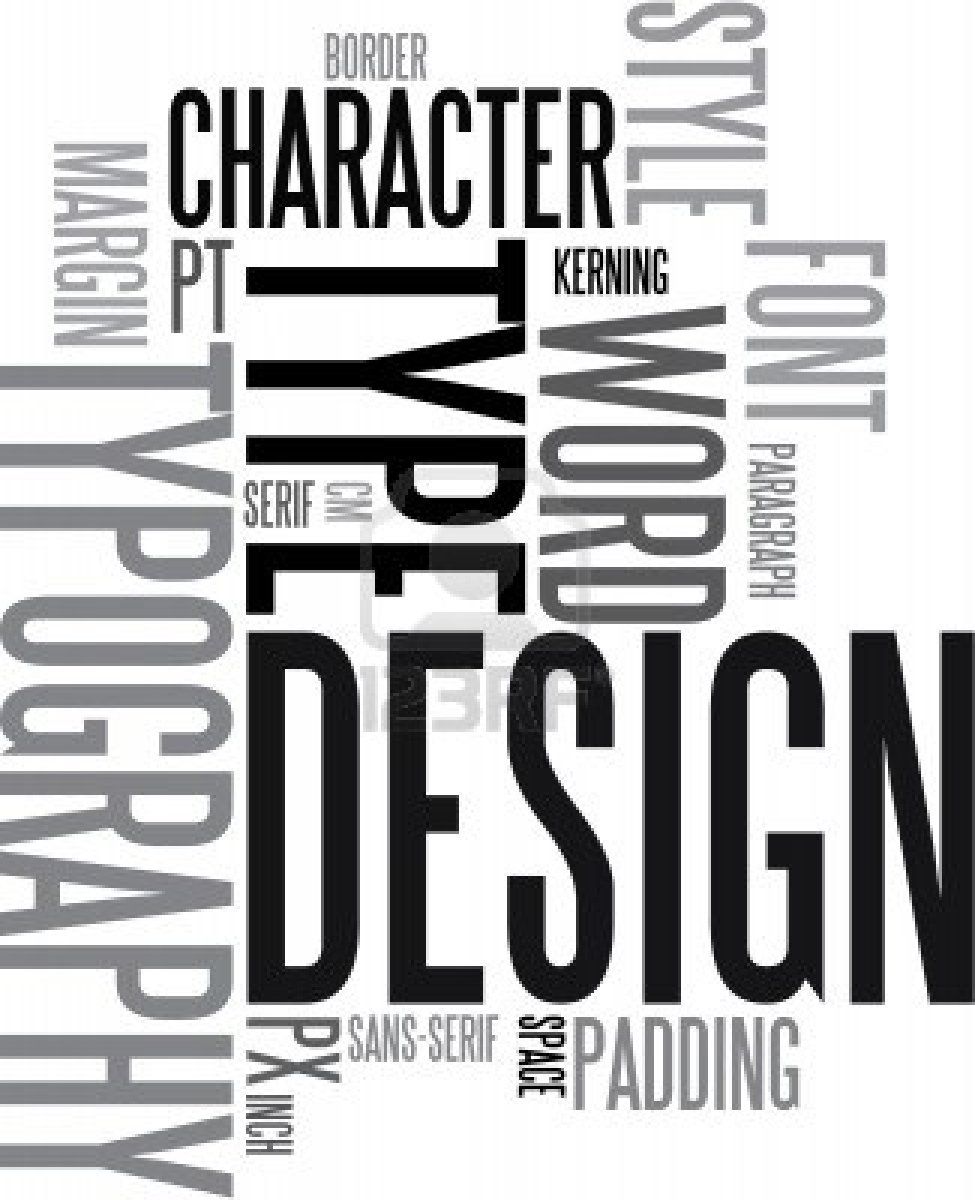 BORDER
STYLE
CHARACTER
MARGIN
PT
TYPE
KERNING
FONT
WORD
TYPOGRAPHY
PARAGRAPH
SERIF
CM
123RF
DESIGN
PX
SANS-SERIF
SPACE
PADDING
INCH